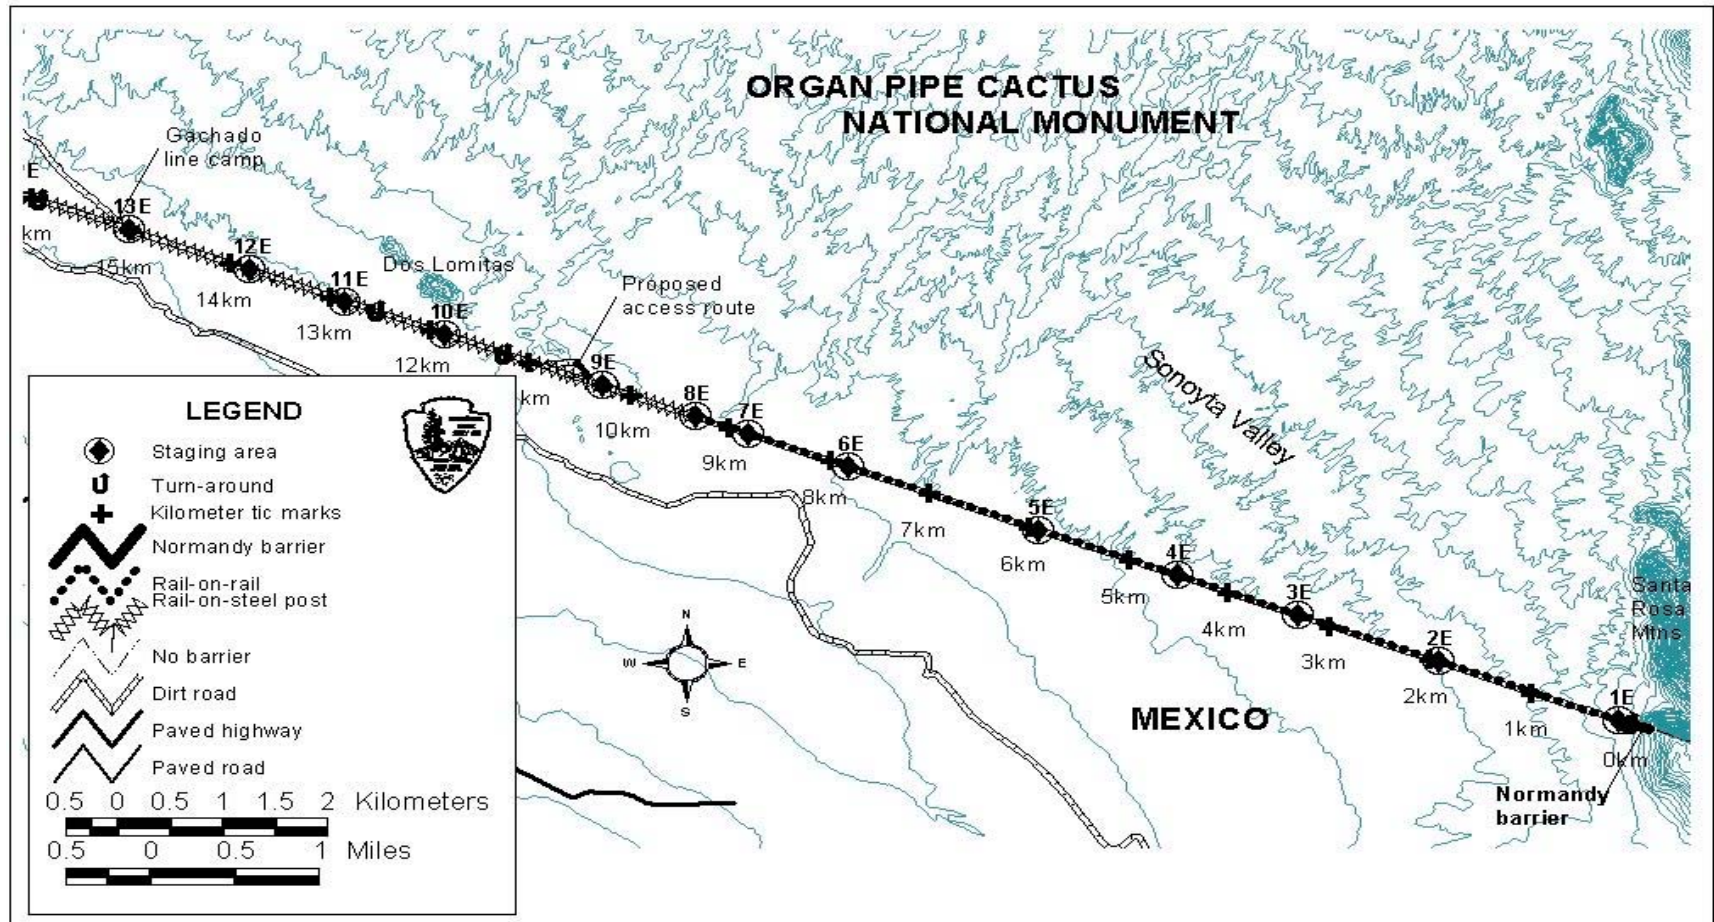 ORGAN PIPE CACTUS
NATIONAL MONUMENT
Gachado
line camp
E
13E
km
15km
12E
14km
11E
13km
Dos Lomitas
10E
12km
Proposed
access route
9E
km
8E
10km
7E
9km
6E
8km
7km
5E
6km
4E
5km
3E
4km
2E
3km
2km
1E
1km
0km
Sonoyta Valley
Santa
Rosa
Mtns
MEXICO
Normandy
barrier
N
W E
S
LEGEND
Staging area
Turn-around
Kilometer tic marks
Normandy barrier
Rail-on-rail
Rail-on-steel post
No barrier
Dirt road
Paved highway
Paved road
0.5 0 0.5 1 1.5 2 Kilometers
0.5 0 0.5 1 Miles